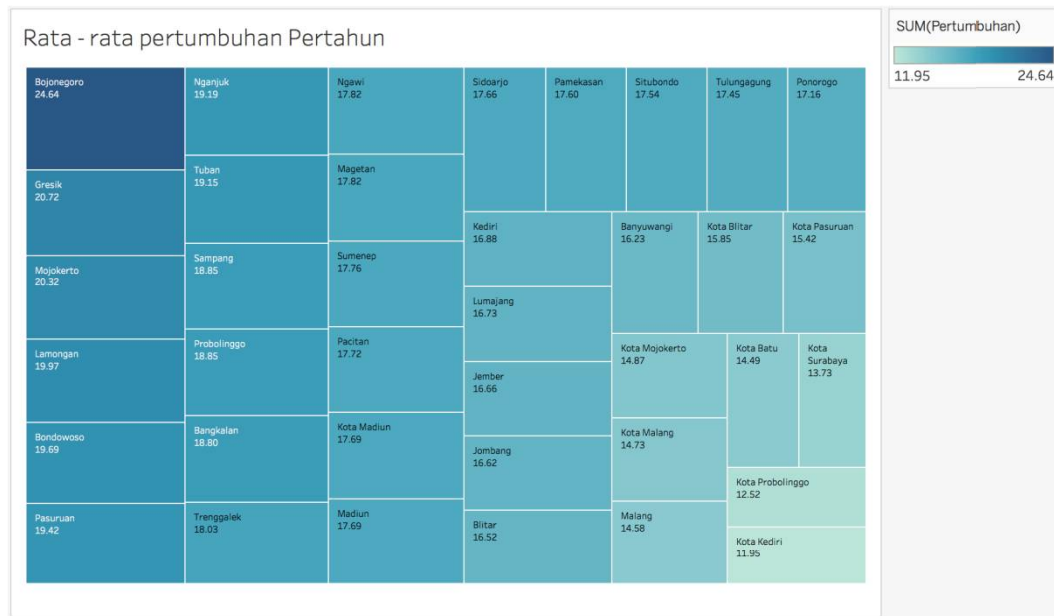 Rata - rata pertumbuhan Pertahun
SUM(Pertumbuhan)
11.95 24.64
Bojonegoro
24.64
Gresik
20.72
Mojokerto
20.32
Lamongan
19.97
Bondowoso
19.69
Pasuruan
19.42
Nganjuk
19.19
Tuban
19.15
Sampang
18.85
Probolinggo
18.85
Bangkalan
18.80
Trenggalek
18.03
Ngawi
17.82
Magetan
17.82
Sumenep
17.76
Pacitan
17.72
Kota Madiun
17.69
Madiun
17.69
Sidoarjo
17.66
Pamekasan
17.60
Situbondo
17.54
Tulungagung
17.45
Ponorogo
17.16
Kediri
16.88
Lumajang
16.73
Jember
16.66
Jombang
16.62
Blitar
16.52
Banyuwangi
16.23
Kota Blitar
15.85
Kota Pasuruan
15.42
Kota Mojokerto
14.87
Kota Malang
14.73
Malang
14.58
Kota Batu
14.49
Kota
Surabaya
13.73
Kota Probolinggo
12.52
Kota Kediri
11.95